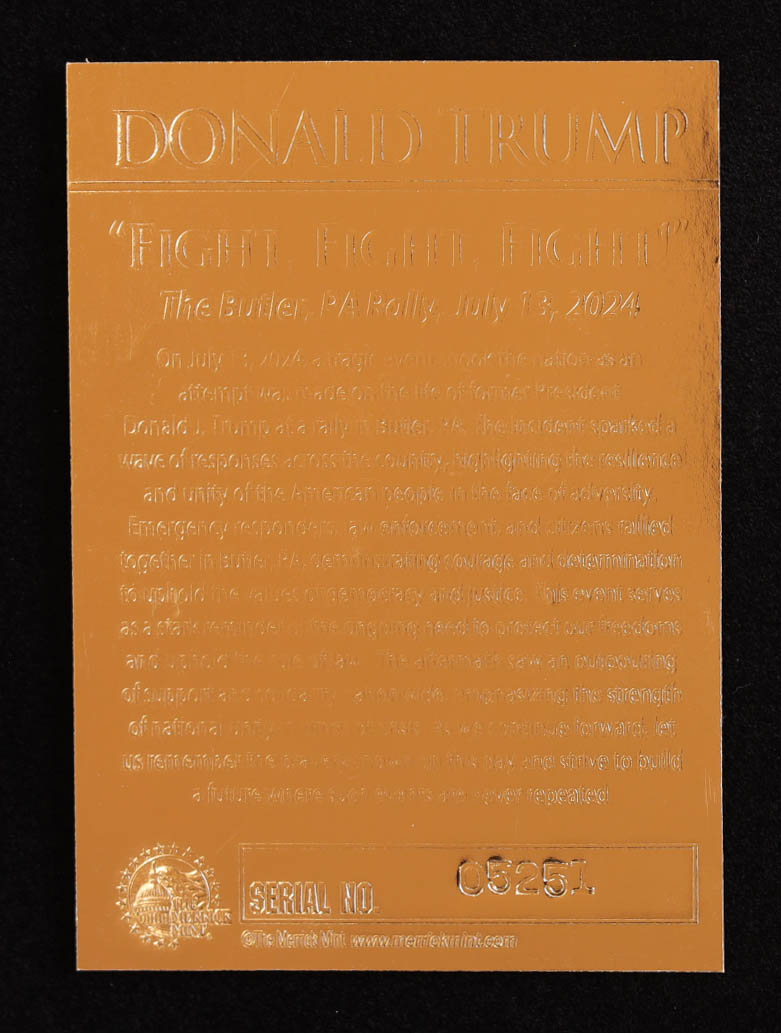 DONALD TRUMP
"FIGHT, FIGHT, FIGHT"
The Butler, PA Rally, July 13, 2024
On July 13, 2024 a tragic event shook the nation as an
attempt was made on the life of former President
Donald J. Trump at a rally in Butler, PA. The incident sparked a
wave of responses across the country, highlighting the resilience
and unity of the American people in the face of adversity.
Emergency responders, law enforcement, and citizens rallied
together in Butler, PA, demonstrating courage and determination
to uphold the values of democracy and justice. This event serves
as a stark reminder of the ongoing need to protect our freedoms
and uphold the rule of law. The aftermath saw an outpouring
of support and nationwide, emphasizing the strength
of national unity in times of crisis. As we continue forward, let
us remember the bravery shown on this day and strive to build
a future where such events are never repeated.
THE
MERRICK
MINT
SERIAL NO. 05251
©The Merrick Mint www.merrickmint.com